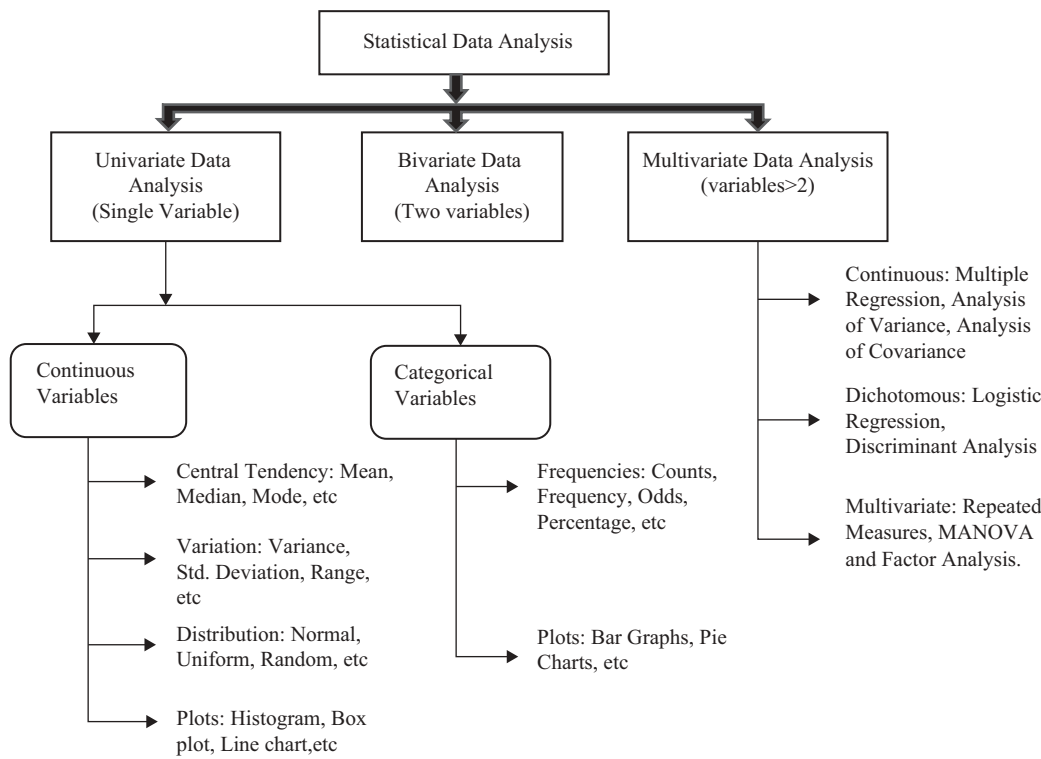 Statistical Data Analysis
Univariate Data
Analysis
(Single Variable)
Bivariate Data
Analysis
(Two variables)
Multivariate Data Analysis
(variables>2)
Continuous: Multiple
Regression, Analysis
of Variance, Analysis
of Covariance
Dichotomous: Logistic
Regression,
Discriminant Analysis
Multivariate: Repeated
Measures, MANOVA
and Factor Analysis.
Continuous
Variables
Categorical
Variables
Central Tendency: Mean,
Median, Mode, etc
Variation: Variance,
Std. Deviation, Range,
etc
Distribution: Normal,
Uniform, Random, etc
Plots: Histogram, Box
plot, Line chart,etc
Frequencies: Counts,
Frequency, Odds,
Percentage, etc
Plots: Bar Graphs, Pie
Charts, etc